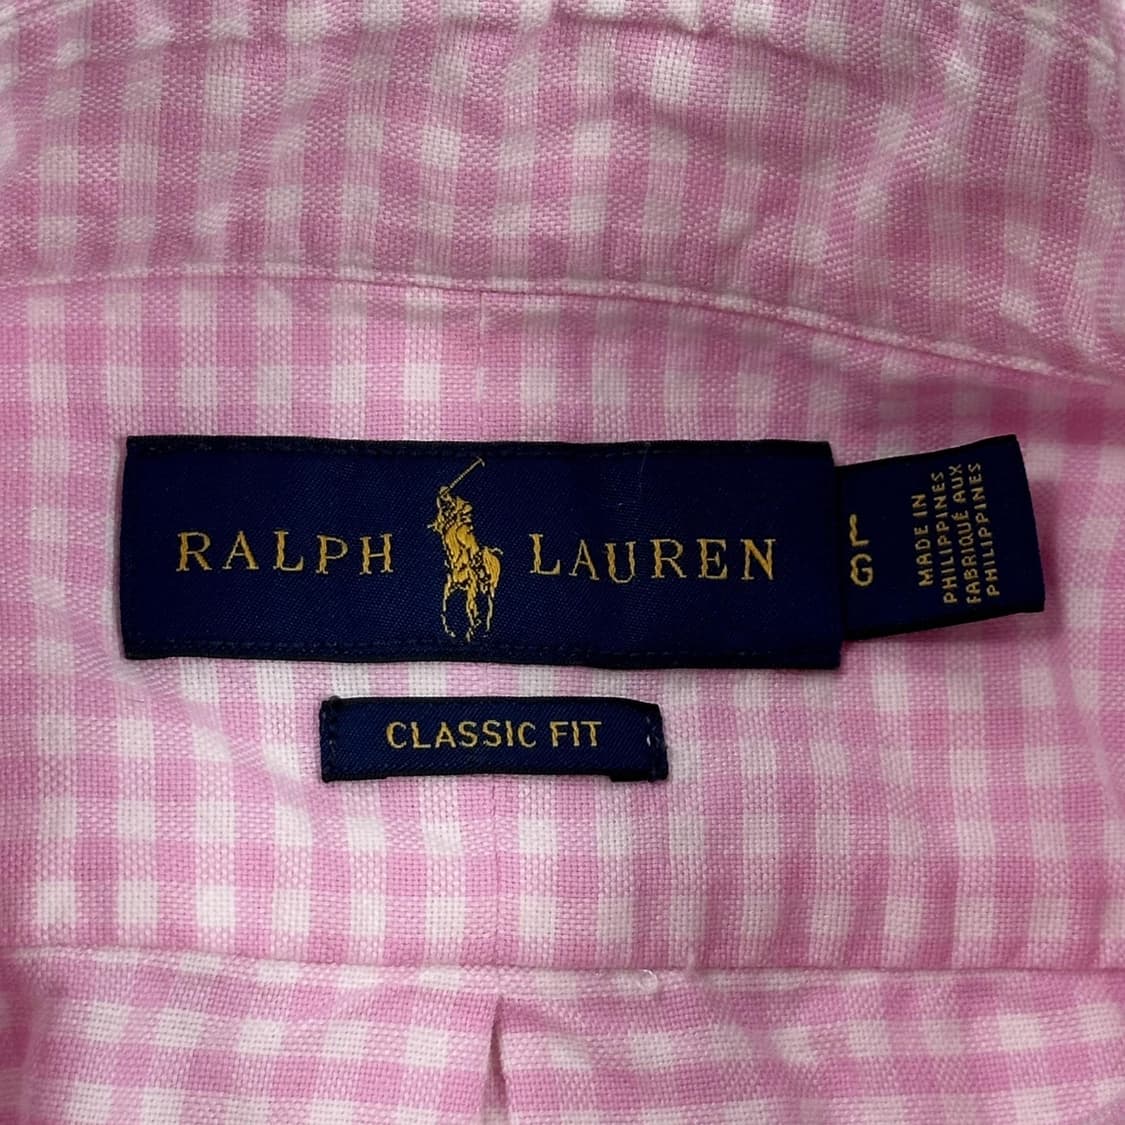 RALPH LAUREN
CLASSIC FIT
L
G
MADE IN
PHILIPPINES
FABRIQUÉ AUX
PHILIPPINES